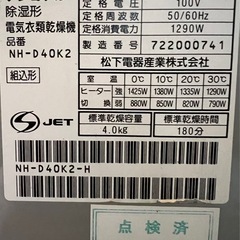 除湿形
電気衣類乾燥機
品番
NH-D40K2
組込形
定格電圧 100V
定格周波数 50/60Hz
定格消費電力 1290W
製造番号 722000741
松下電器産業株式会社
室温 0℃ 10℃ 20℃ 30℃
ヒーター強 1425W 1380W 1335W 1290W
切換 弱 880W 850W 820W 790W
標準乾燥容量 標準乾燥時間
4.0kg 180分
JET
NH-D40K2-H
点検済